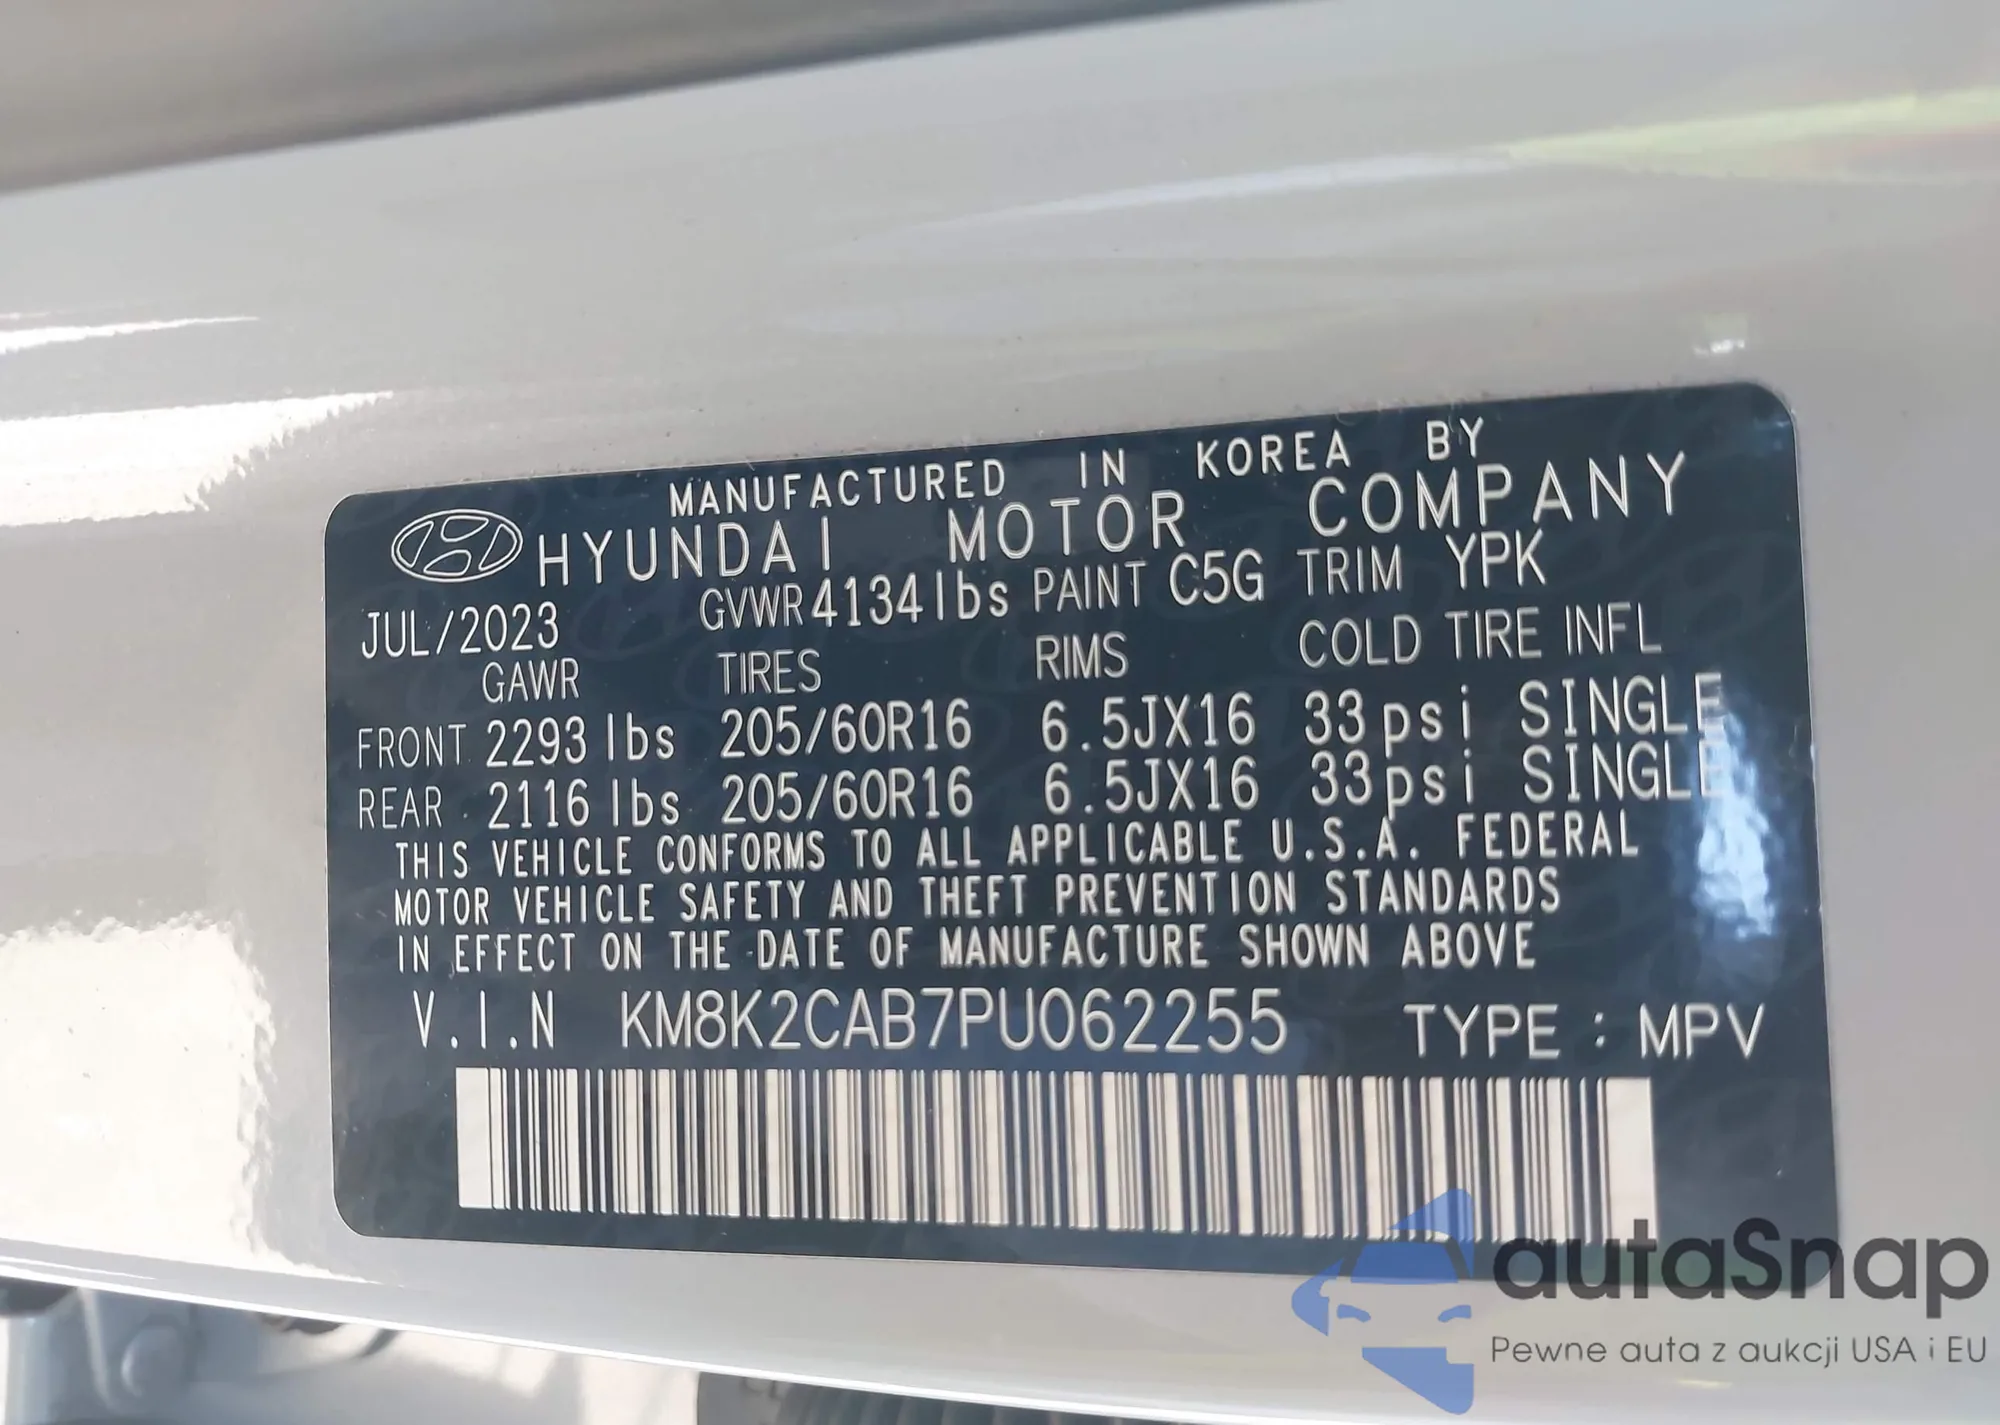 MANUFACTURED IN KOREA BY
HYUNDAI MOTOR COMPANY
JUL/2023 GVWR 4134lbs PAINT C5G TRIM YPK
GAWR TIRES RIMS COLD TIRE INFL
FRONT 2293 lbs 205/60R16 6.5JX16 33psi SINGLE
REAR 2116 lbs 205/60R16 6.5JX16 33psi SINGLE
THIS VEHICLE CONFORMS TO ALL APPLICABLE U.S.A. FEDERAL
MOTOR VEHICLE SAFETY AND THEFT PREVENTION STANDARDS
IN EFFECT ON THE DATE OF MANUFACTURE SHOWN ABOVE
V.I.N KM8K2CAB7PU062255 TYPE : MPV
autaSnap
Pewne auta z aukcji USA i EU